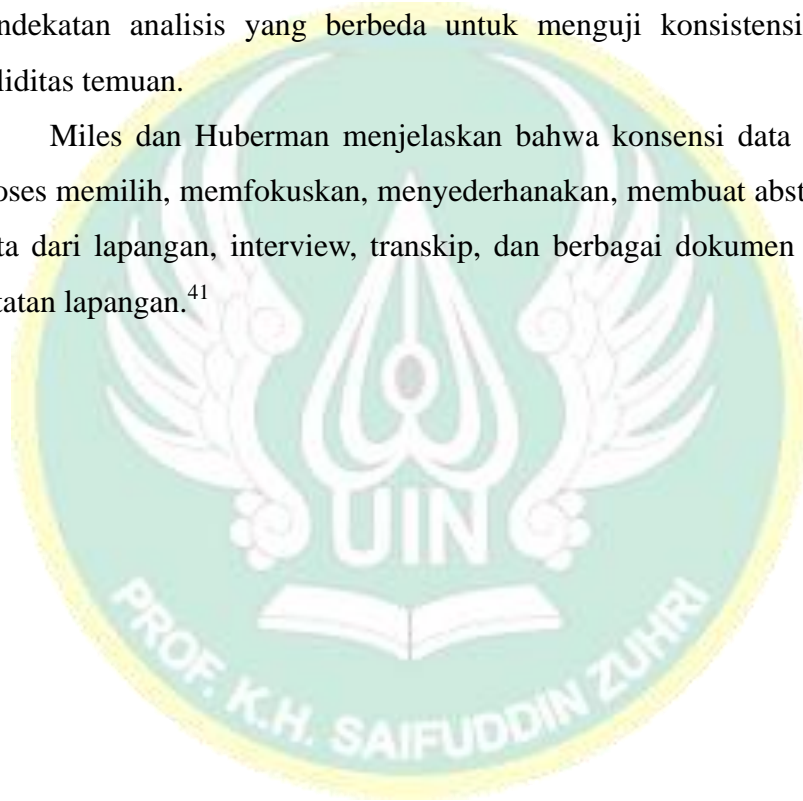 ndekatan analisis yang berbeda untuk menguji konsistensi
liditas temuan.
Miles dan Huberman menjelaskan bahwa konsensi data
oses memilih, memfokuskan, menyederhanakan, membuat abst
ta dari lapangan, interview, transkip, dan berbagai dokumen
tatan lapangan.41
UIN
PROF. K.H. SAIFUDDIN ZUHRI